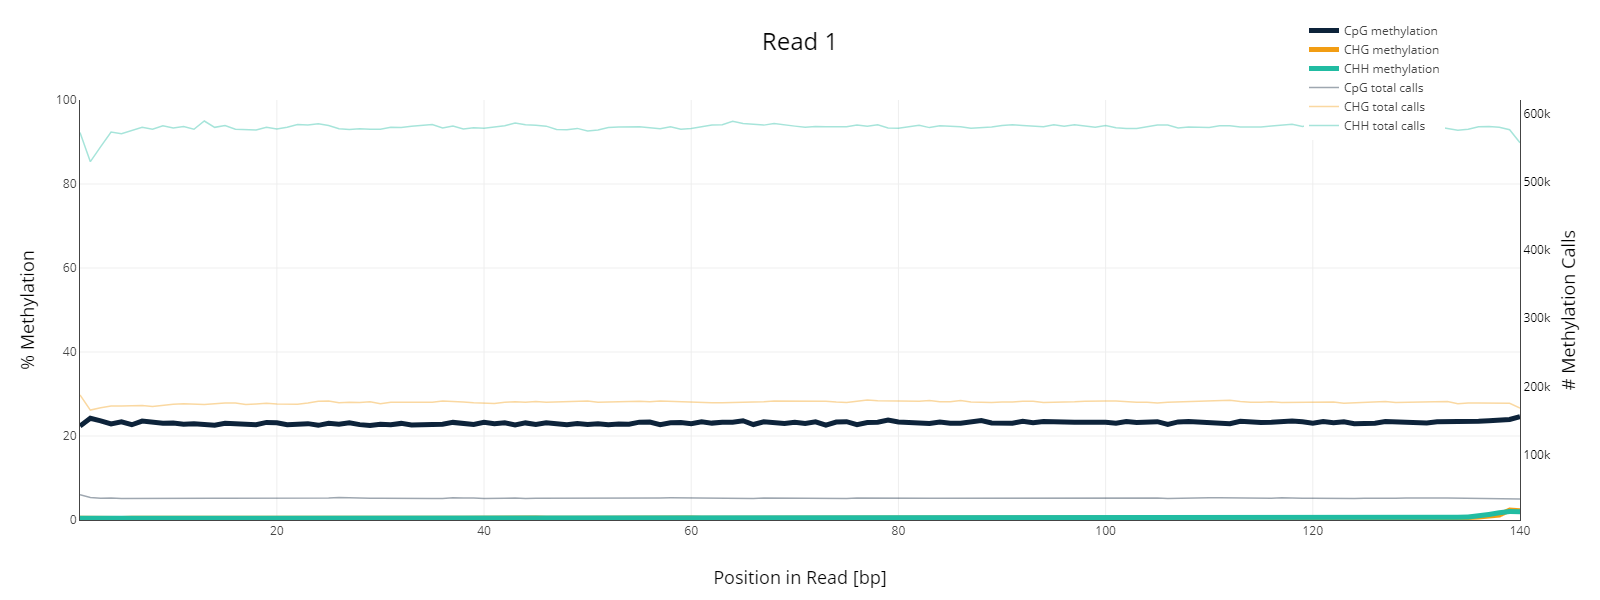 Read 1
CpG methylation
CHG methylation
CHH methylation
CpG total calls
CHG total calls
CHH total calls
100
80
60
40
20
0
% Methylation
600k
500k
400k
300k
200k
100k
# Methylation Calls
20
40
60
80
100
120
140
Position in Read [bp]